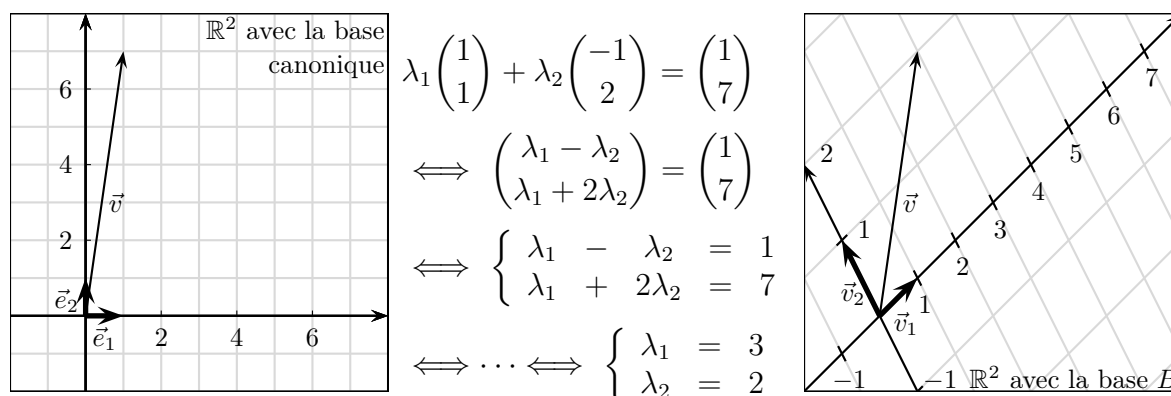 ℝ² avec la base
canonique
6
4
2
v⃗
e⃗₂
e⃗₁
2 4 6
λ₁(1 1) + λ₂(−1 2) = (1 7)
⟺ (λ₁ − λ₂ λ₁ + 2λ₂) = (1 7)
⟺ { λ₁ − λ₂ = 1
λ₁ + 2λ₂ = 7
⟺ ⋯ ⟺ { λ₁ = 3
λ₂ = 2
7
6
5
4
3
2
1
−1
2
1
−1
v⃗
v⃗₂
v⃗₁
ℝ² avec la base B